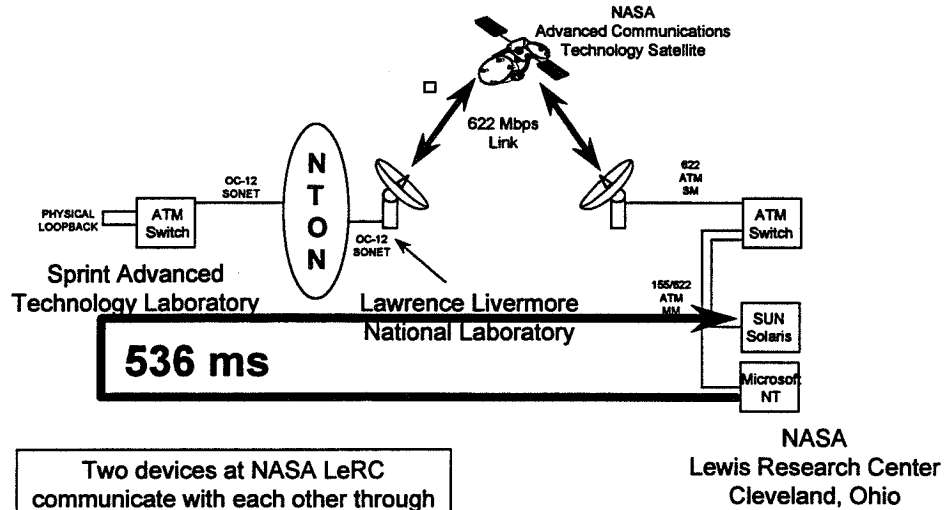 NASA
Advanced Communications
Technology Satellite
622 Mbps
Link
NTON
OC-12
SONET
622
ATM
SM
PHYSICAL
LOOPBACK
ATM
Switch
OC-12
SONET
ATM
Switch
Sprint Advanced
Technology Laboratory
Lawrence Livermore
National Laboratory
155/622
ATM
MM
SUN
Solaris
536 ms
Microsoft
NT
NASA
Lewis Research Center
Cleveland, Ohio
Two devices at NASA LeRC
communicate with each other through